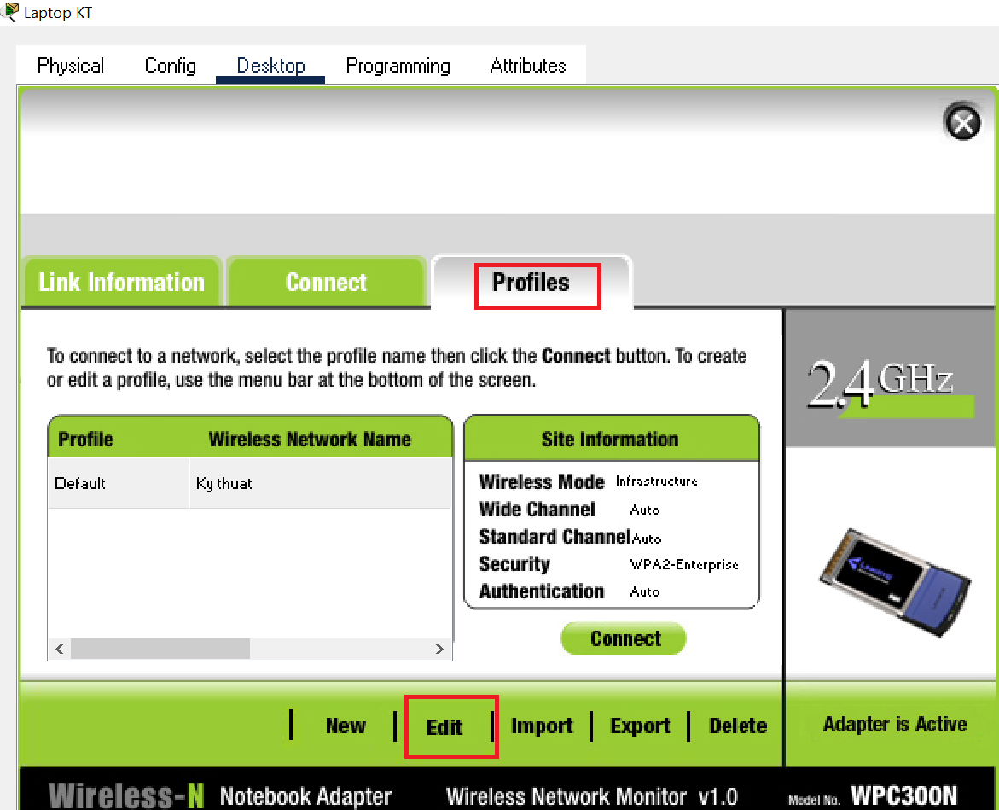 Laptop KT
Physical Config Desktop Programming Attributes
Link Information Connect Profiles
To connect to a network, select the profile name then click the Connect button. To create
or edit a profile, use the menu bar at the bottom of the screen.
2.4GHz
Profile Wireless Network Name
Default Ky thuat
Site Information
Wireless Mode Infrastructure
Wide Channel Auto
Standard Channel Auto
Security WPA2-Enterprise
Authentication Auto
Connect
LINKSYS
New Edit Import Export Delete
Adapter is Active
Wireless-N Notebook Adapter Wireless Network Monitor v1.0 Model No. WPC300N